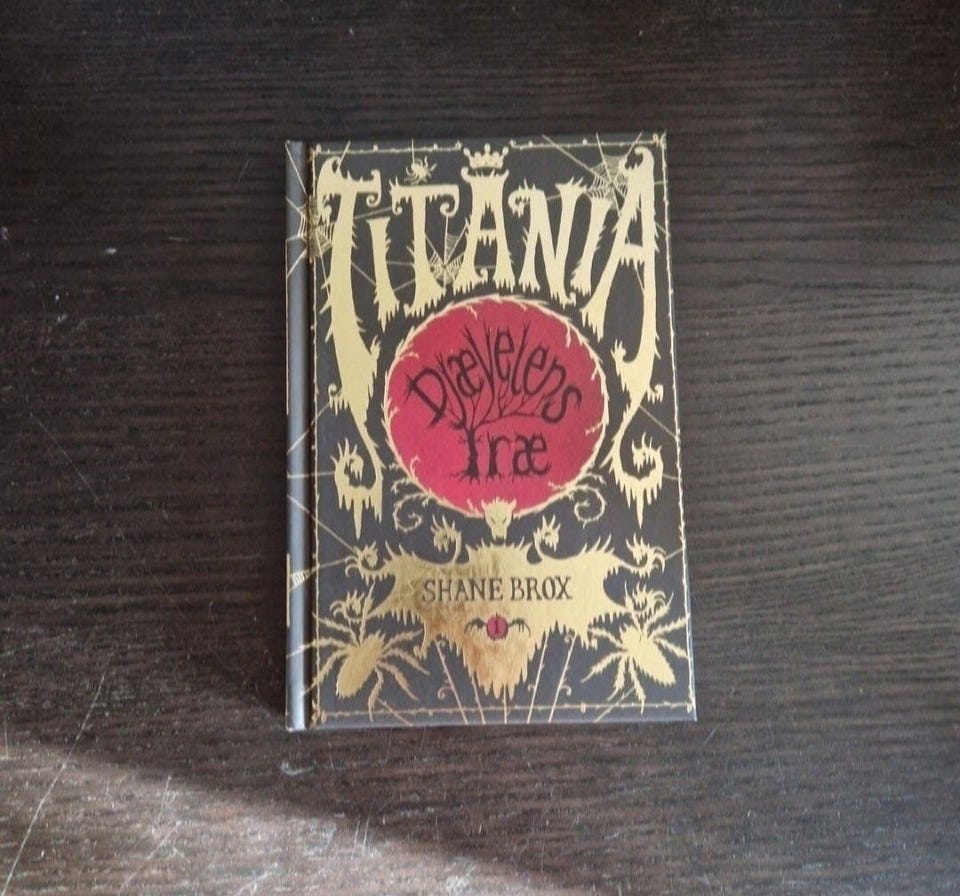 TITANIA
Djævelens
Træ
SHANE BROX
1